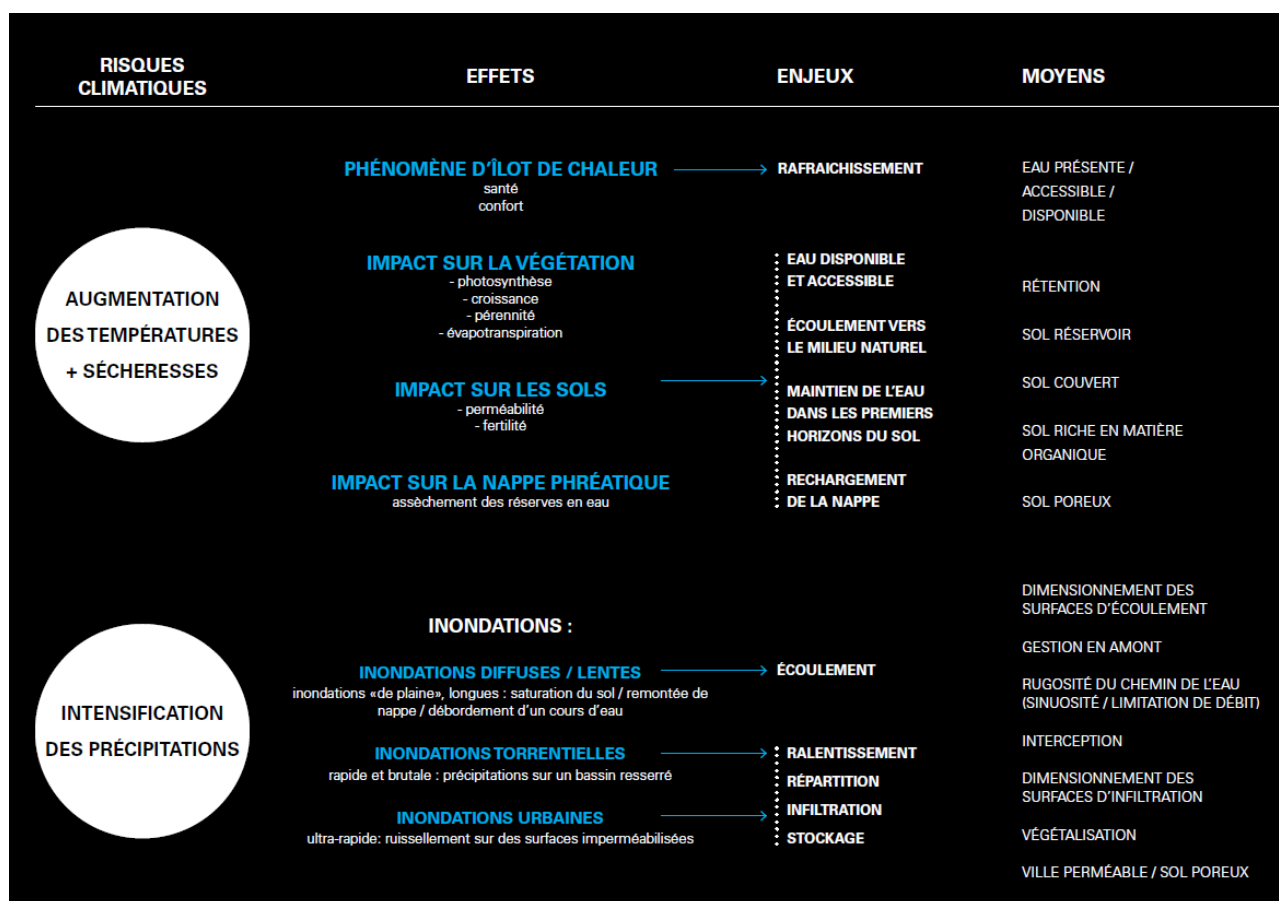 RISQUES
CLIMATIQUES
EFFETS
ENJEUX
MOYENS
AUGMENTATION
DES TEMPÉRATURES
+ SÉCHERESSES
PHÉNOMÈNE D'ÎLOT DE CHALEUR
santé
confort
RAFRAICHISSEMENT
EAU PRÉSENTE /
ACCESSIBLE /
DISPONIBLE
IMPACT SUR LA VÉGÉTATION
- photosynthèse
- croissance
- pérennité
- évapotranspiration
IMPACT SUR LES SOLS
- perméabilité
- fertilité
IMPACT SUR LA NAPPE PHRÉATIQUE
assèchement des réserves en eau
EAU DISPONIBLE
ET ACCESSIBLE
ÉCOULEMENT VERS
LE MILIEU NATUREL
MAINTIEN DE L'EAU
DANS LES PREMIERS
HORIZONS DU SOL
RECHARGEMENT
DE LA NAPPE
RÉTENTION
SOL RÉSERVOIR
SOL COUVERT
SOL RICHE EN MATIÈRE
ORGANIQUE
SOL POREUX
INTENSIFICATION
DES PRÉCIPITATIONS
INONDATIONS :
INONDATIONS DIFFUSES / LENTES
inondations «de plaine», longues : saturation du sol / remontée de
nappe / débordement d'un cours d'eau
INONDATIONS TORRENTIELLES
rapide et brutale : précipitations sur un bassin resserré
INONDATIONS URBAINES
ultra-rapide: ruissellement sur des surfaces imperméabilisées
ÉCOULEMENT
RALENTISSEMENT
RÉPARTITION
INFILTRATION
STOCKAGE
DIMENSIONNEMENT DES
SURFACES D'ÉCOULEMENT
GESTION EN AMONT
RUGOSITÉ DU CHEMIN DE L'EAU
(SINUOSITÉ / LIMITATION DE DÉBIT)
INTERCEPTION
DIMENSIONNEMENT DES
SURFACES D'INFILTRATION
VÉGÉTALISATION
VILLE PERMÉABLE / SOL POREUX